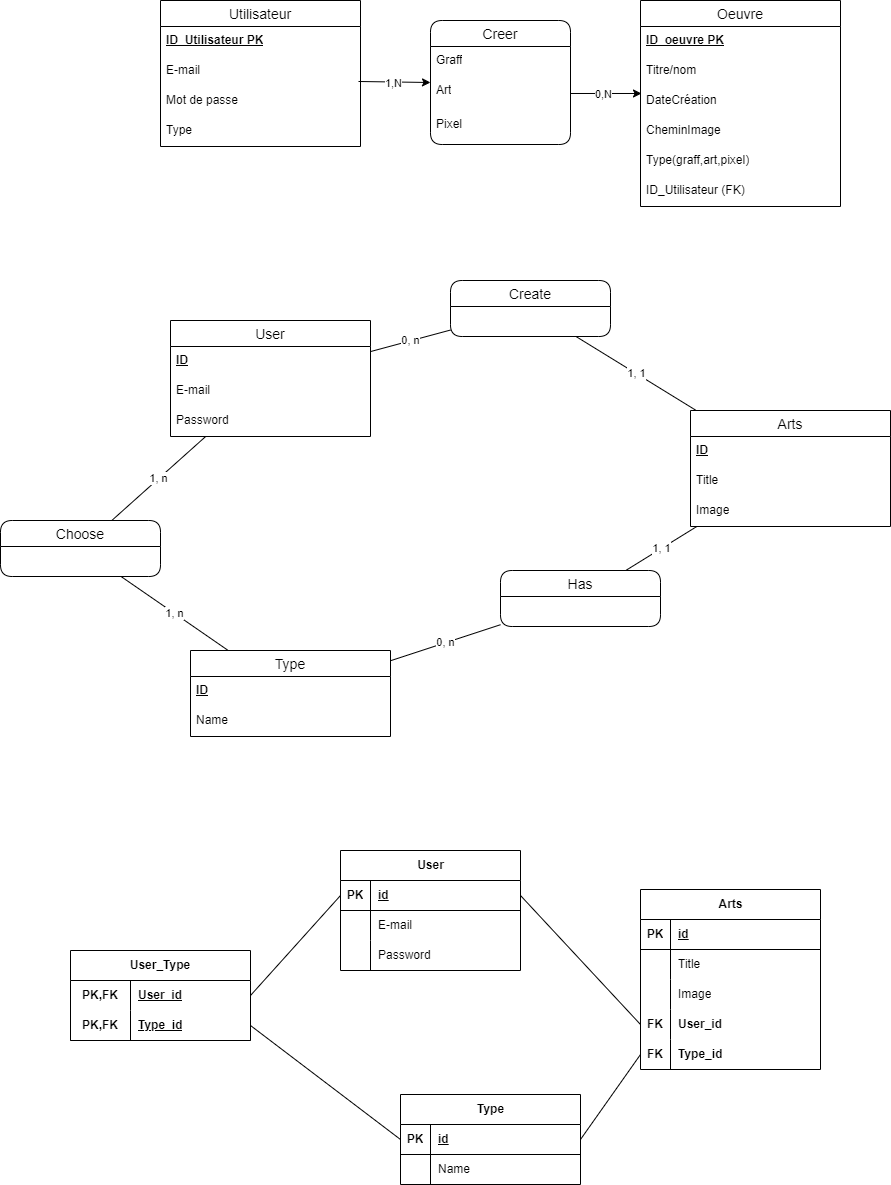 Utilisateur
ID_Utilisateur PK
E-mail
Mot de passe
Type
1,N
Creer
Graff
Art
Pixel
0,N
Oeuvre
ID_oeuvre PK
Titre/nom
DateCréation
CheminImage
Type(graff,art,pixel)
ID_Utilisateur (FK)
Create
User
ID
E-mail
Password
0, n
1, 1
Arts
ID
Title
Image
1, n
Choose
1, 1
Has
1, n
0, n
Type
ID
Name
User
PK id
E-mail
Password
Arts
PK id
Title
Image
FK User_id
FK Type_id
User_Type
PK,FK User_id
PK,FK Type_id
Type
PK id
Name